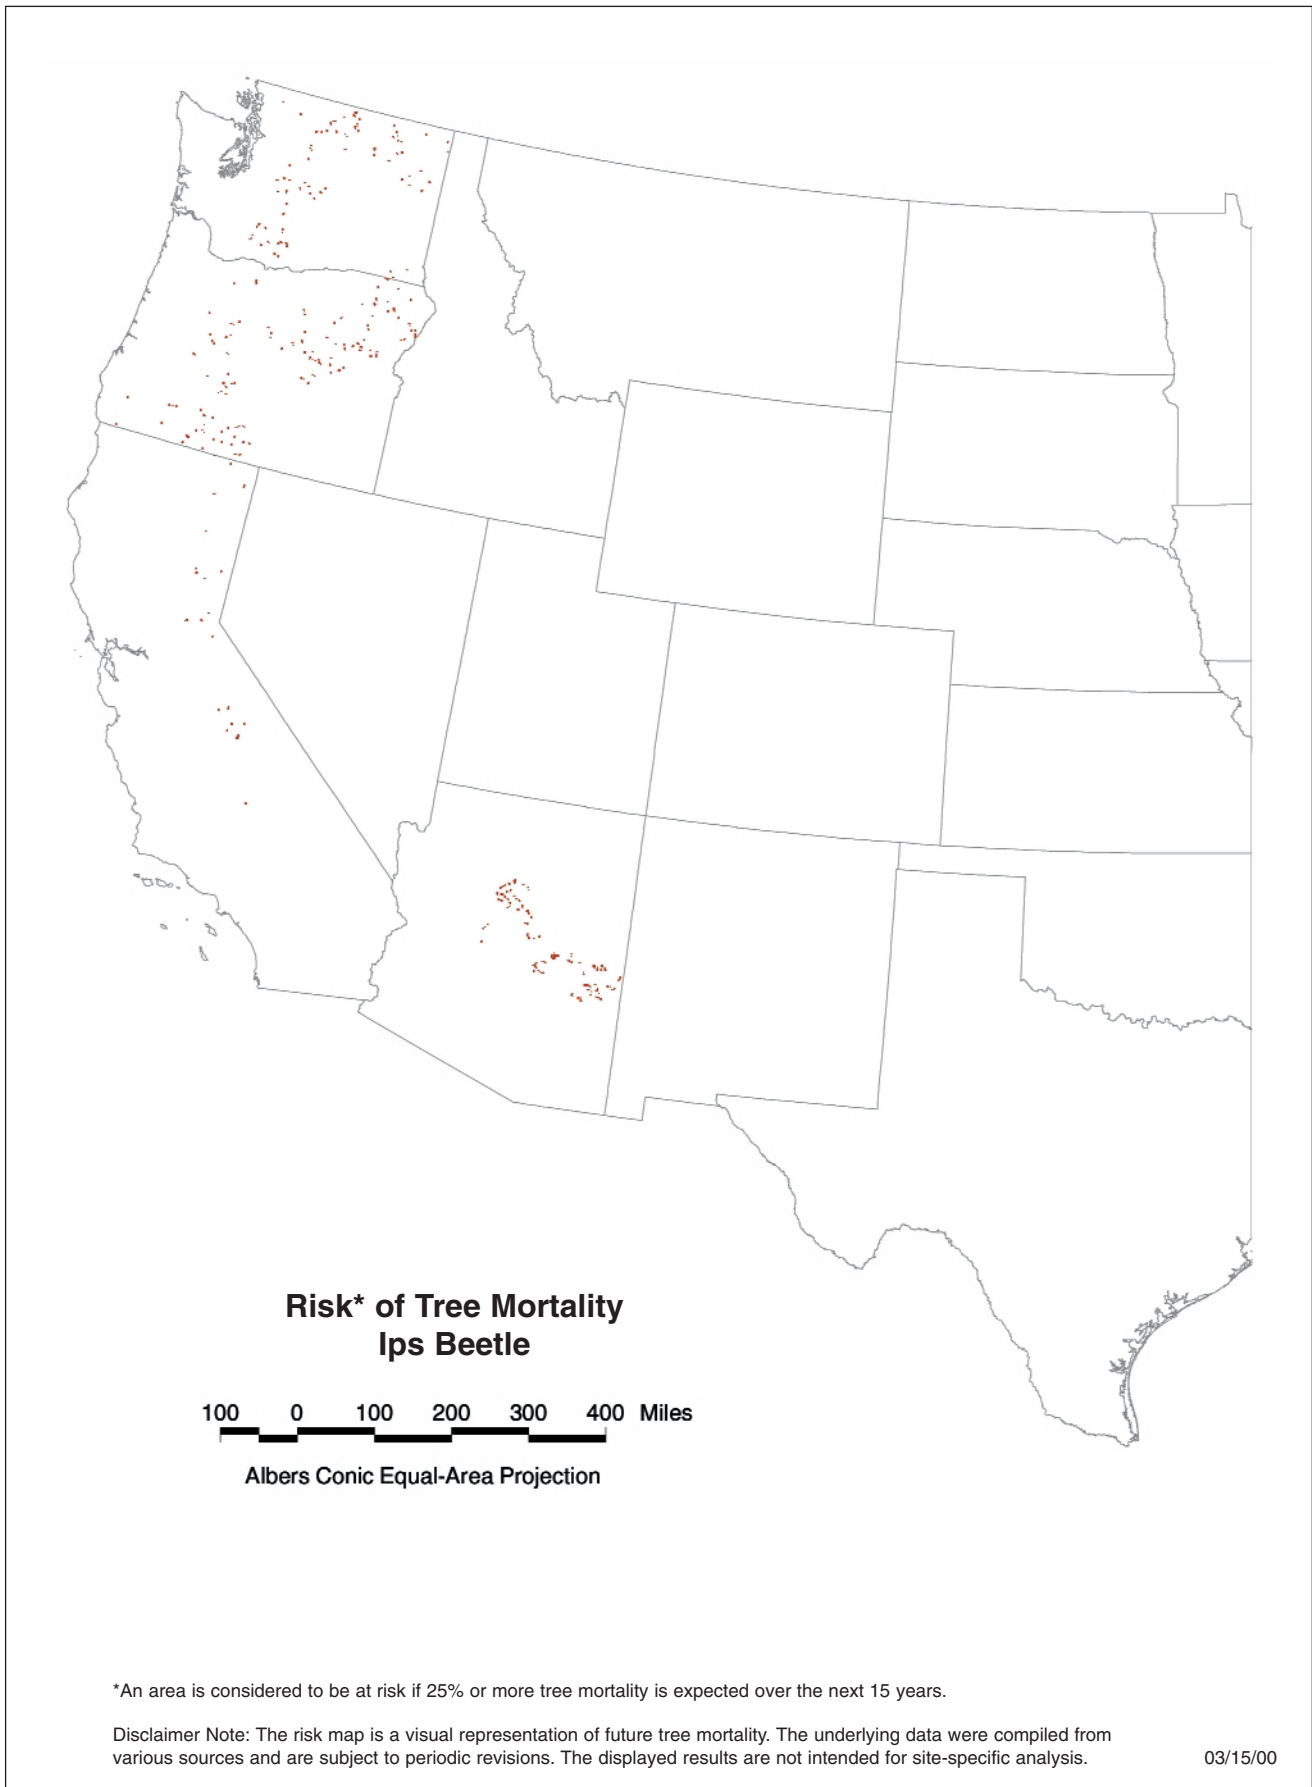 Risk* of Tree Mortality
Ips Beetle
100 0 100 200 300 400 Miles
Albers Conic Equal-Area Projection
*An area is considered to be at risk if 25% or more tree mortality is expected over the next 15 years.
Disclaimer Note: The risk map is a visual representation of future tree mortality. The underlying data were compiled from
various sources and are subject to periodic revisions. The displayed results are not intended for site-specific analysis.
03/15/00